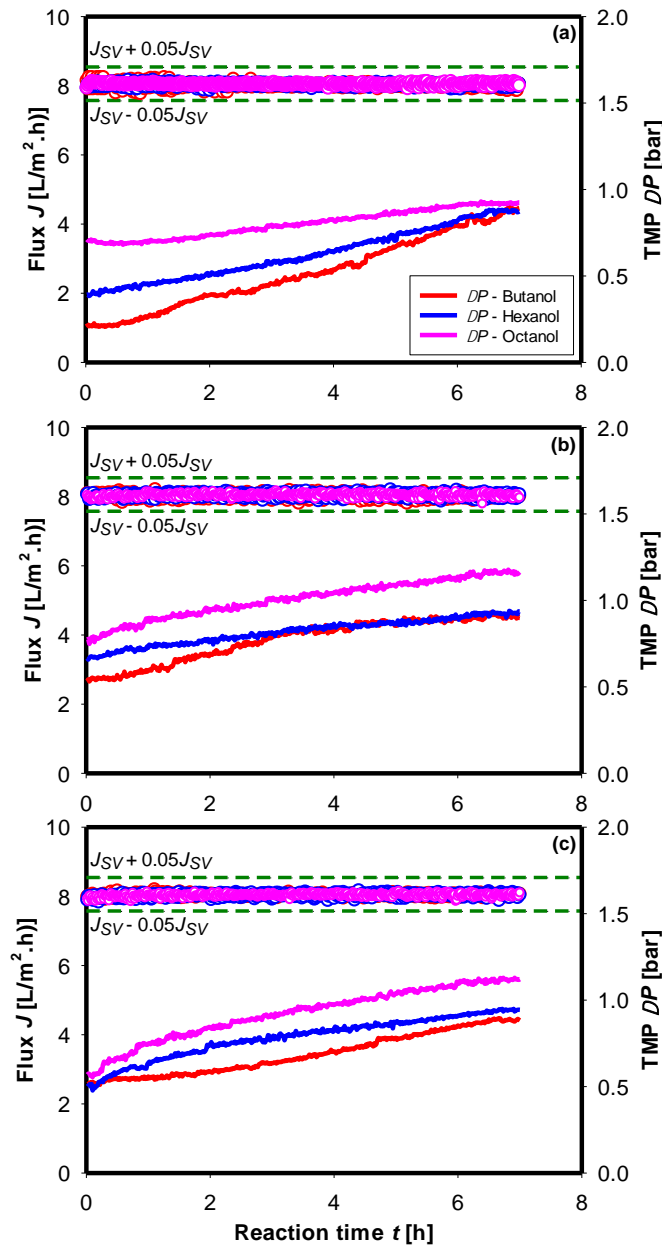 10
8
6
4
2
0
Flux J [L/m².h)]
2.0
1.5
1.0
0.5
0.0
TMP DP [bar]
(a)
J_SV + 0.05J_SV
J_SV - 0.05J_SV
DP - Butanol
DP - Hexanol
DP - Octanol
0 2 4 6 8
10
8
6
4
2
0
Flux J [L/m².h)]
2.0
1.5
1.0
0.5
0.0
TMP DP [bar]
(b)
J_SV + 0.05J_SV
J_SV - 0.05J_SV
0 2 4 6 8
10
8
6
4
2
0
Flux J [L/m².h)]
2.0
1.5
1.0
0.5
0.0
TMP DP [bar]
(c)
J_SV + 0.05J_SV
J_SV - 0.05J_SV
0 2 4 6 8
Reaction time t [h]